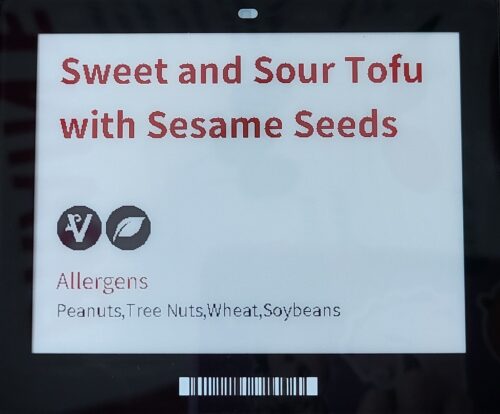 Sweet and Sour Tofu
with Sesame Seeds
V
Allergens
Peanuts,Tree Nuts,Wheat,Soybeans